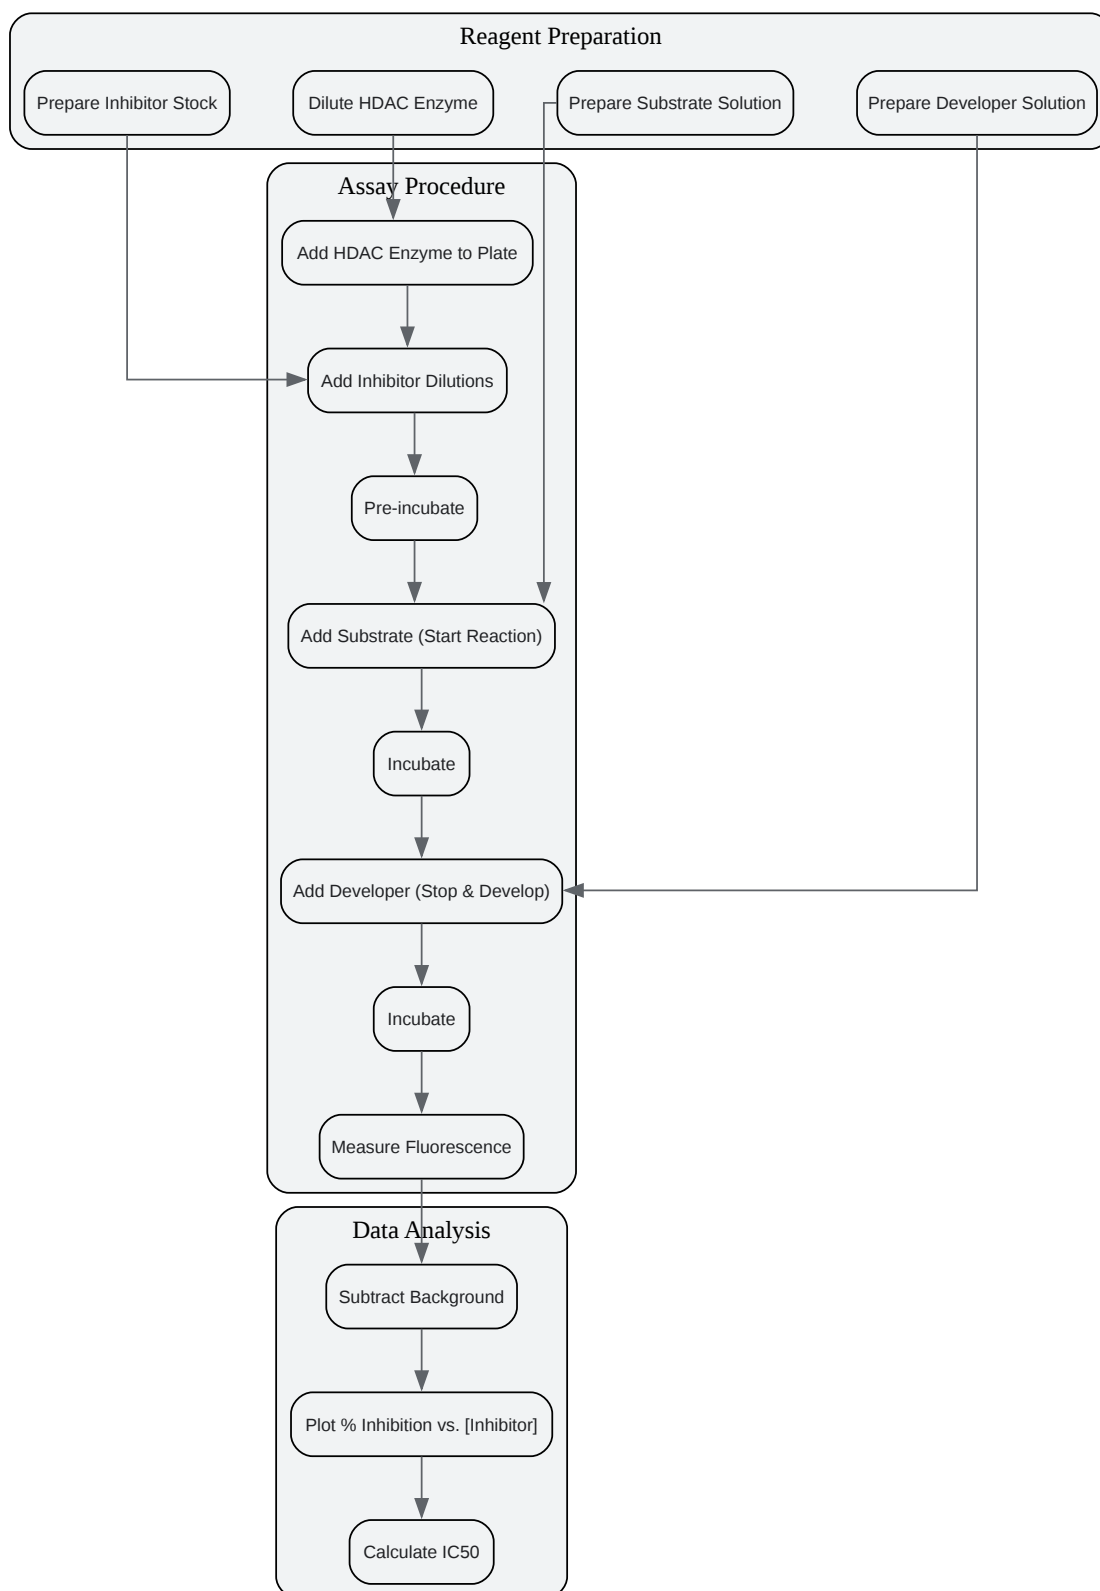 Reagent Preparation
Prepare Inhibitor Stock
Dilute HDAC Enzyme
Prepare Substrate Solution
Prepare Developer Solution
Assay Procedure
Add HDAC Enzyme to Plate
Add Inhibitor Dilutions
Pre-incubate
Add Substrate (Start Reaction)
Incubate
Add Developer (Stop & Develop)
Incubate
Measure Fluorescence
Data Analysis
Subtract Background
Plot % Inhibition vs. [Inhibitor]
Calculate IC50